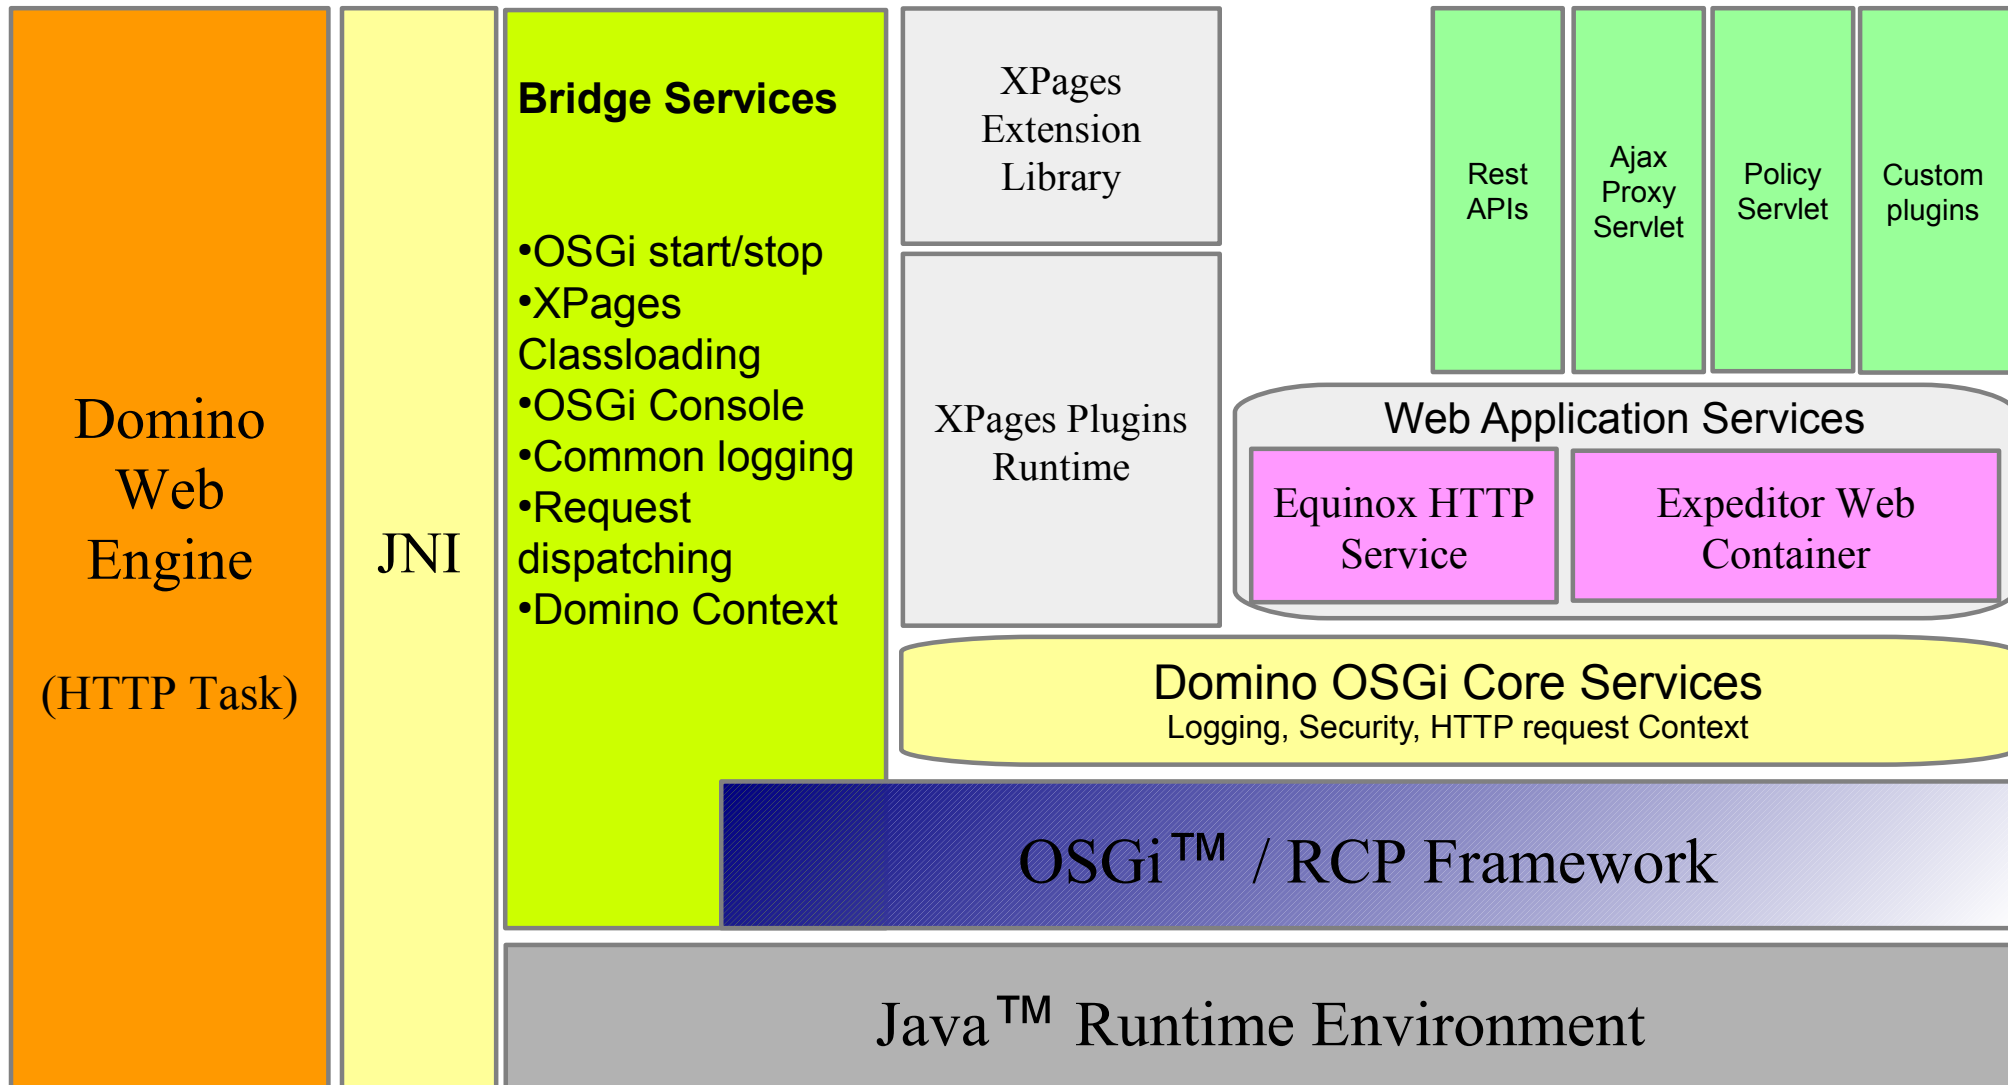 Domino
Web
Engine
(HTTP Task)
JNI
Bridge Services
•OSGi start/stop
•XPages
Classloading
•OSGi Console
•Common logging
•Request
dispatching
•Domino Context
XPages
Extension
Library
XPages Plugins
Runtime
Rest
APIs
Ajax
Proxy
Servlet
Policy
Servlet
Custom
plugins
Web Application Services
Equinox HTTP
Service
Expeditor Web
Container
Domino OSGi Core Services
Logging, Security, HTTP request Context
OSGi™ / RCP Framework
Java™ Runtime Environment